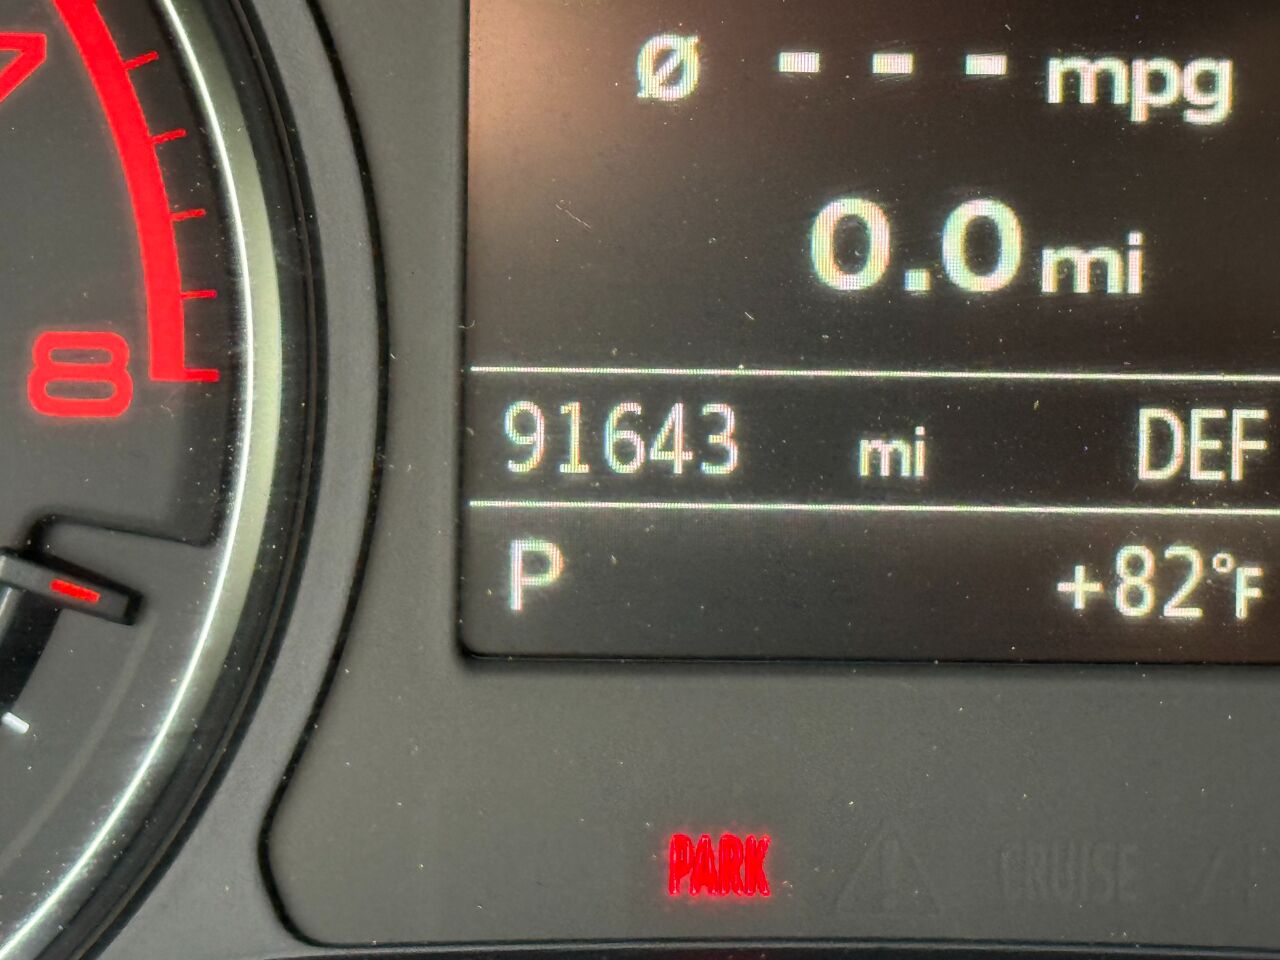 7
Ø --- mpg
0.0 mi
8
91643 mi DEF
P +82°F
PARK
CRUISE /